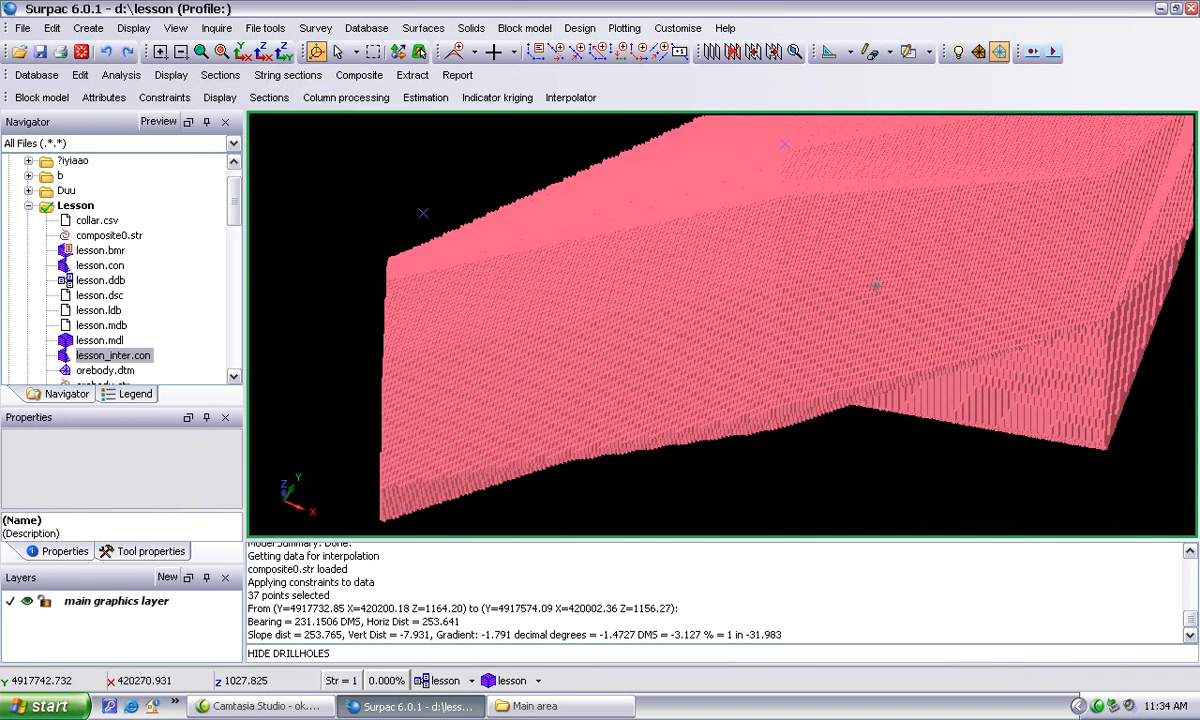 Surpac 6.0.1 - d:\lesson (Profile:)
File Edit Create Display View Inquire File tools Survey Database Surfaces Solids Block model Design Plotting Customise Help
Database Edit Analysis Display Sections String sections Composite Extract Report
Block model Attributes Constraints Display Sections Column processing Estimation Indicator kriging Interpolator
Navigator Preview
All Files (.*.*)
?iyiaao
b
Duu
Lesson
collar.csv
composite0.str
lesson.bmr
lesson.con
lesson.ddb
lesson.dsc
lesson.ldb
lesson.mdb
lesson.mdl
lesson_inter.con
orebody.dtm
Navigator Legend
Properties
(Name)
(Description)
Properties Tool properties
Layers New
main graphics layer
Z Y X
Model Summary: Done.
Getting data for interpolation
composite0.str loaded
Applying constraints to data
37 points selected
From (Y=4917732.85 X=420200.18 Z=1164.20) to (Y=4917574.09 X=420002.36 Z=1156.27):
Bearing = 231.1506 DMS, Horiz Dist = 253.641
Slope dist = 253.765, Vert Dist = -7.931, Gradient: -1.791 decimal degrees = -1.4727 DMS = -3.127 % = 1 in -31.983
HIDE DRILLHOLES
Y 4917742.732 X 420270.931 Z 1027.825 Str = 1 0.000% lesson lesson
start Camtasia Studio - ok.... Surpac 6.0.1 - d:\less... Main area 11:34 AM